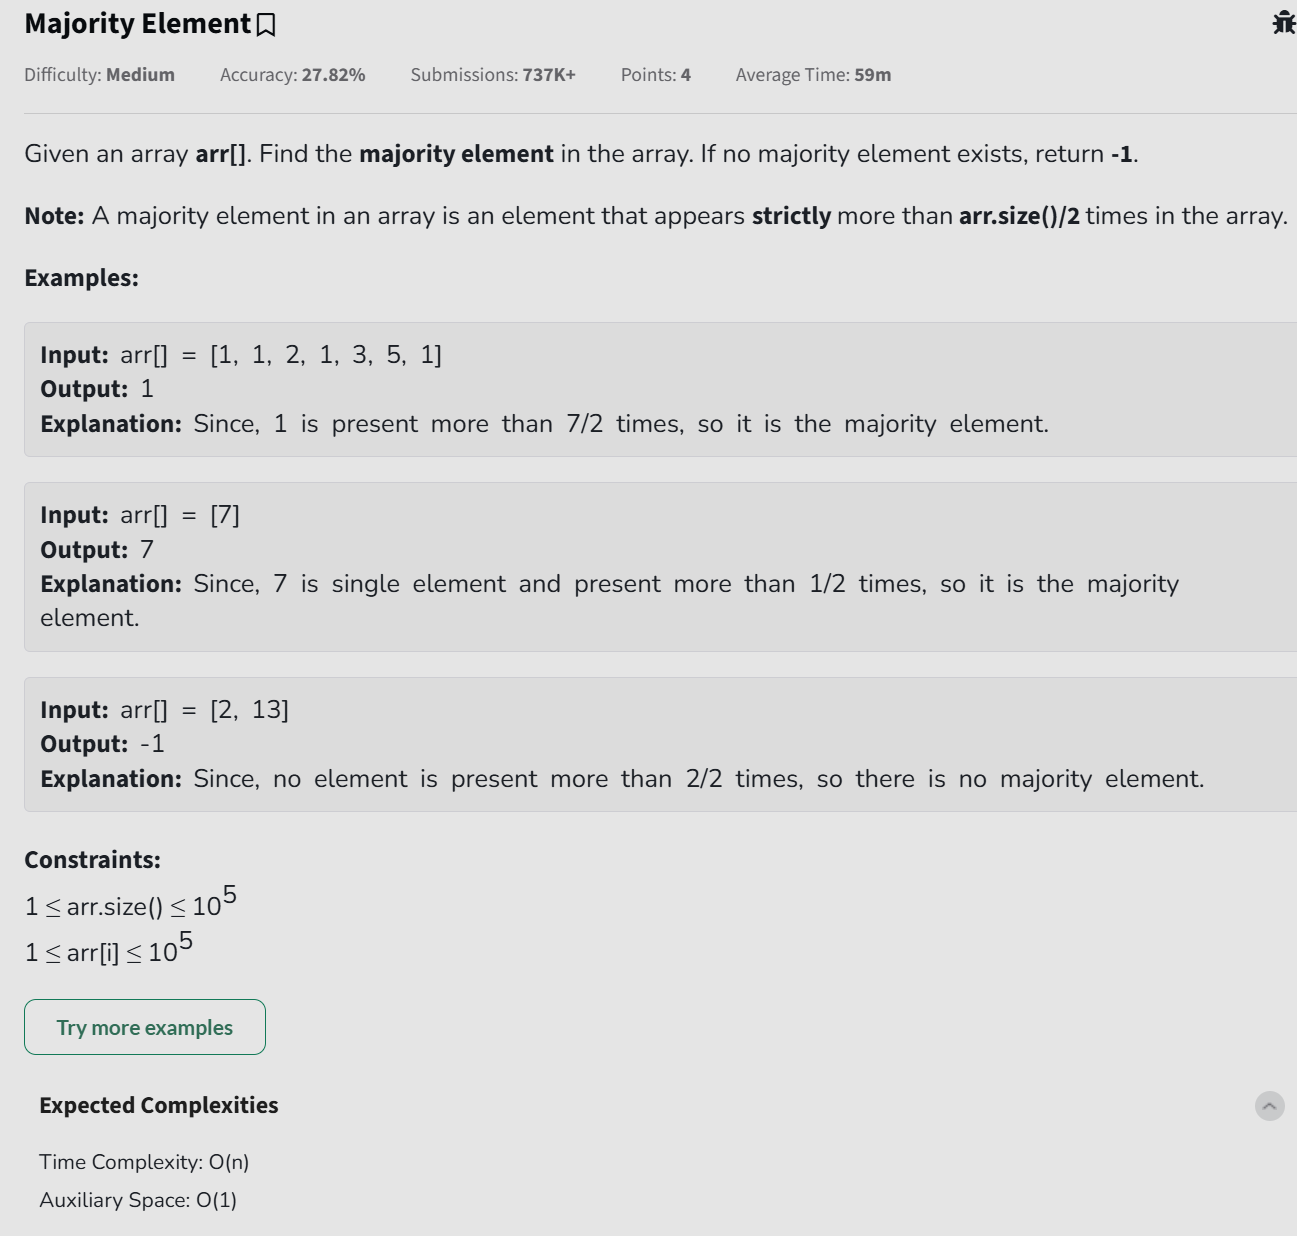 Majority Element
Difficulty: Medium Accuracy: 27.82% Submissions: 737K+ Points: 4 Average Time: 59m
Given an array arr[]. Find the majority element in the array. If no majority element exists, return -1.
Note: A majority element in an array is an element that appears strictly more than arr.size()/2 times in the array.
Examples:
Input: arr[] = [1, 1, 2, 1, 3, 5, 1]
Output: 1
Explanation: Since, 1 is present more than 7/2 times, so it is the majority element.
Input: arr[] = [7]
Output: 7
Explanation: Since, 7 is single element and present more than 1/2 times, so it is the majority
element.
Input: arr[] = [2, 13]
Output: -1
Explanation: Since, no element is present more than 2/2 times, so there is no majority element.
Constraints:
1 ≤ arr.size() ≤ 10⁵
1 ≤ arr[i] ≤ 10⁵
Try more examples
Expected Complexities
Time Complexity: O(n)
Auxiliary Space: O(1)